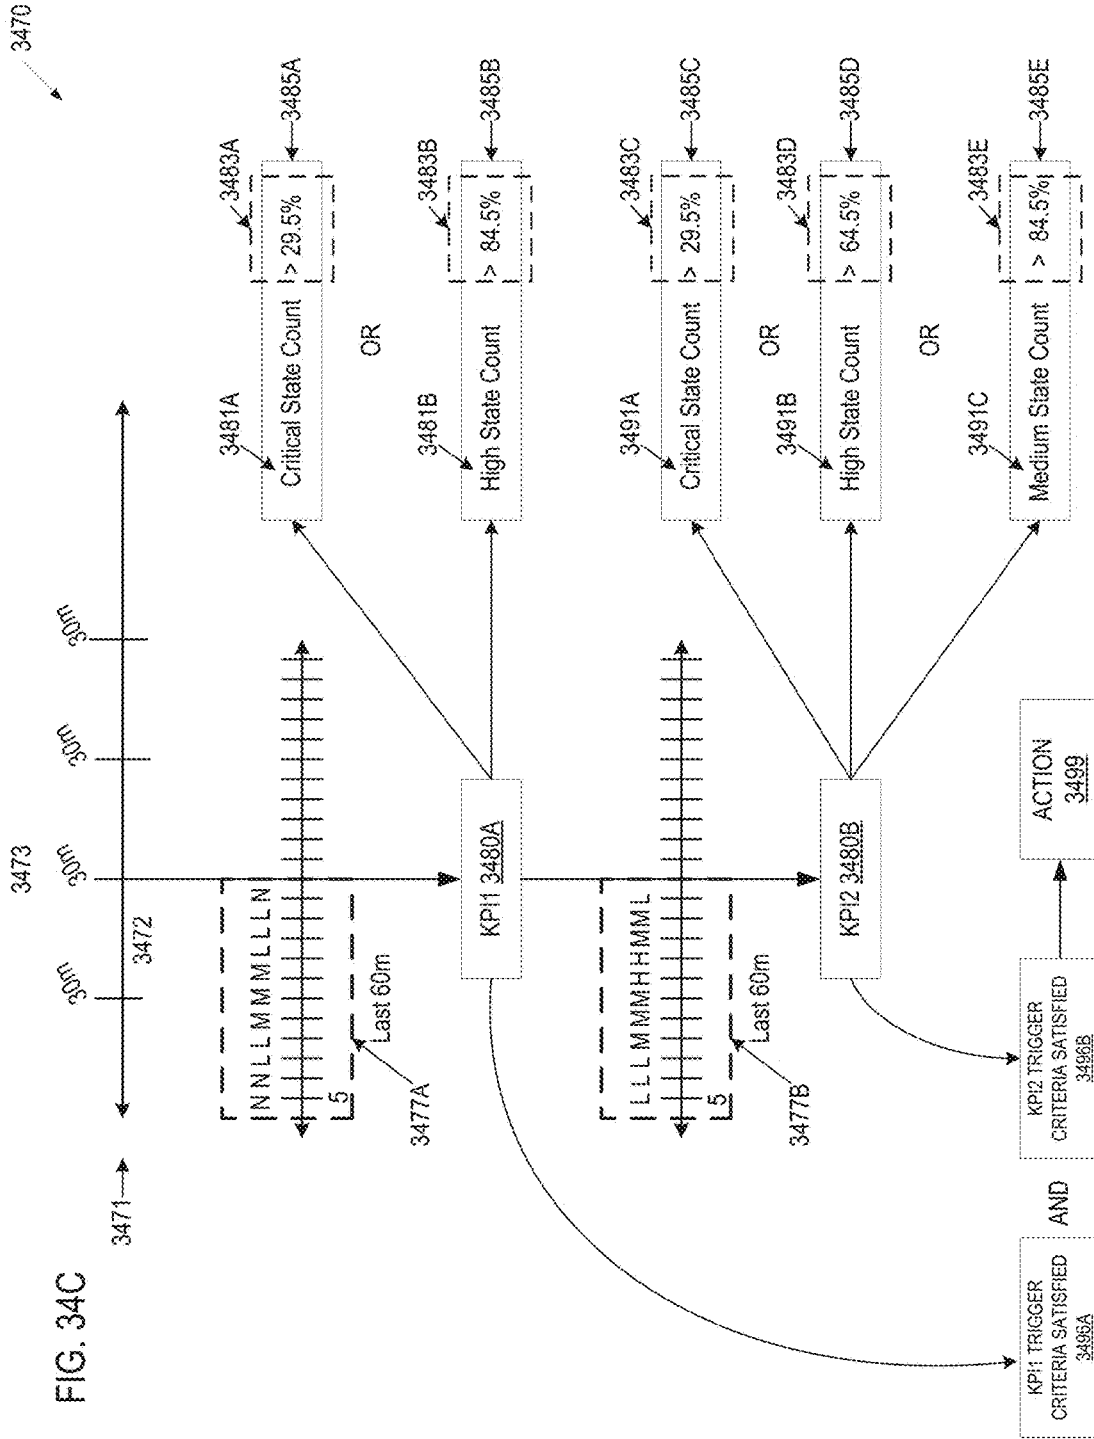 3470
3473
FIG. 34C
30m 30m 30m 30m
3471
3472
N N L L M M M L L L N
5
Last 60m
3477A
3481A
3483A
Critical State Count > 29.5%
3485A
OR
KPI1 3480A
3481B
3483B
High State Count > 84.5%
3485B
L L L M M M H H M M L
5
Last 60m
3477B
3491A
3483C
Critical State Count > 29.5%
3485C
OR
KPI2 3480B
3491B
3483D
High State Count > 64.5%
3485D
OR
3491C
3483E
Medium State Count > 84.5%
3485E
KPI1 TRIGGER
CRITERIA SATISFIED
3496A
AND
KPI2 TRIGGER
CRITERIA SATISFIED
3496B
ACTION
3499